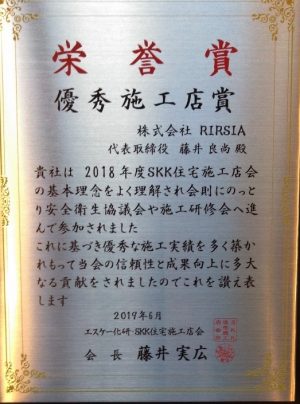 栄誉賞
優秀施工店賞
株式会社 RIRSIA
代表取締役 藤井 良尚 殿
貴社は 2018年度SKK住宅施工店会
の基本理念をよく理解され会則にのっと
り安全衛生協議会や施工研修会へ進
んで参加されました
これに基づき優秀な施工実績を多く築か
れもって当会の信頼性と成果向上に多大
なる貢献をされましたのでこれを讃え表
します
2019年6月
エスケー化研・SKK住宅施工店会
会長 藤井 実広